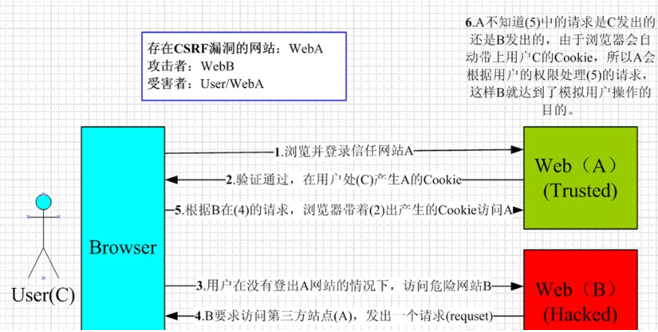 存在CSRF漏洞的网站：WebA
攻击者：WebB
受害者：User/WebA
6.A不知道(5)中的请求是C发出的
还是B发出的，由于浏览器会自
动带上用户C的Cookie，所以A会
根据用户的权限处理(5)的请求，
这样B就达到了模拟用户操作的
目的。
1.浏览并登录信任网站A
2.验证通过，在用户处(C)产生A的Cookie
5.根据B在(4)的请求，浏览器带着(2)出产生的Cookie访问A
3.用户在没有登出A网站的情况下，访问危险网站B
4.B要求访问第三方站点(A)，发出一个请求(requset)
User(C)
Browser
Web（A）
(Trusted)
Web（B）
(Hacked)